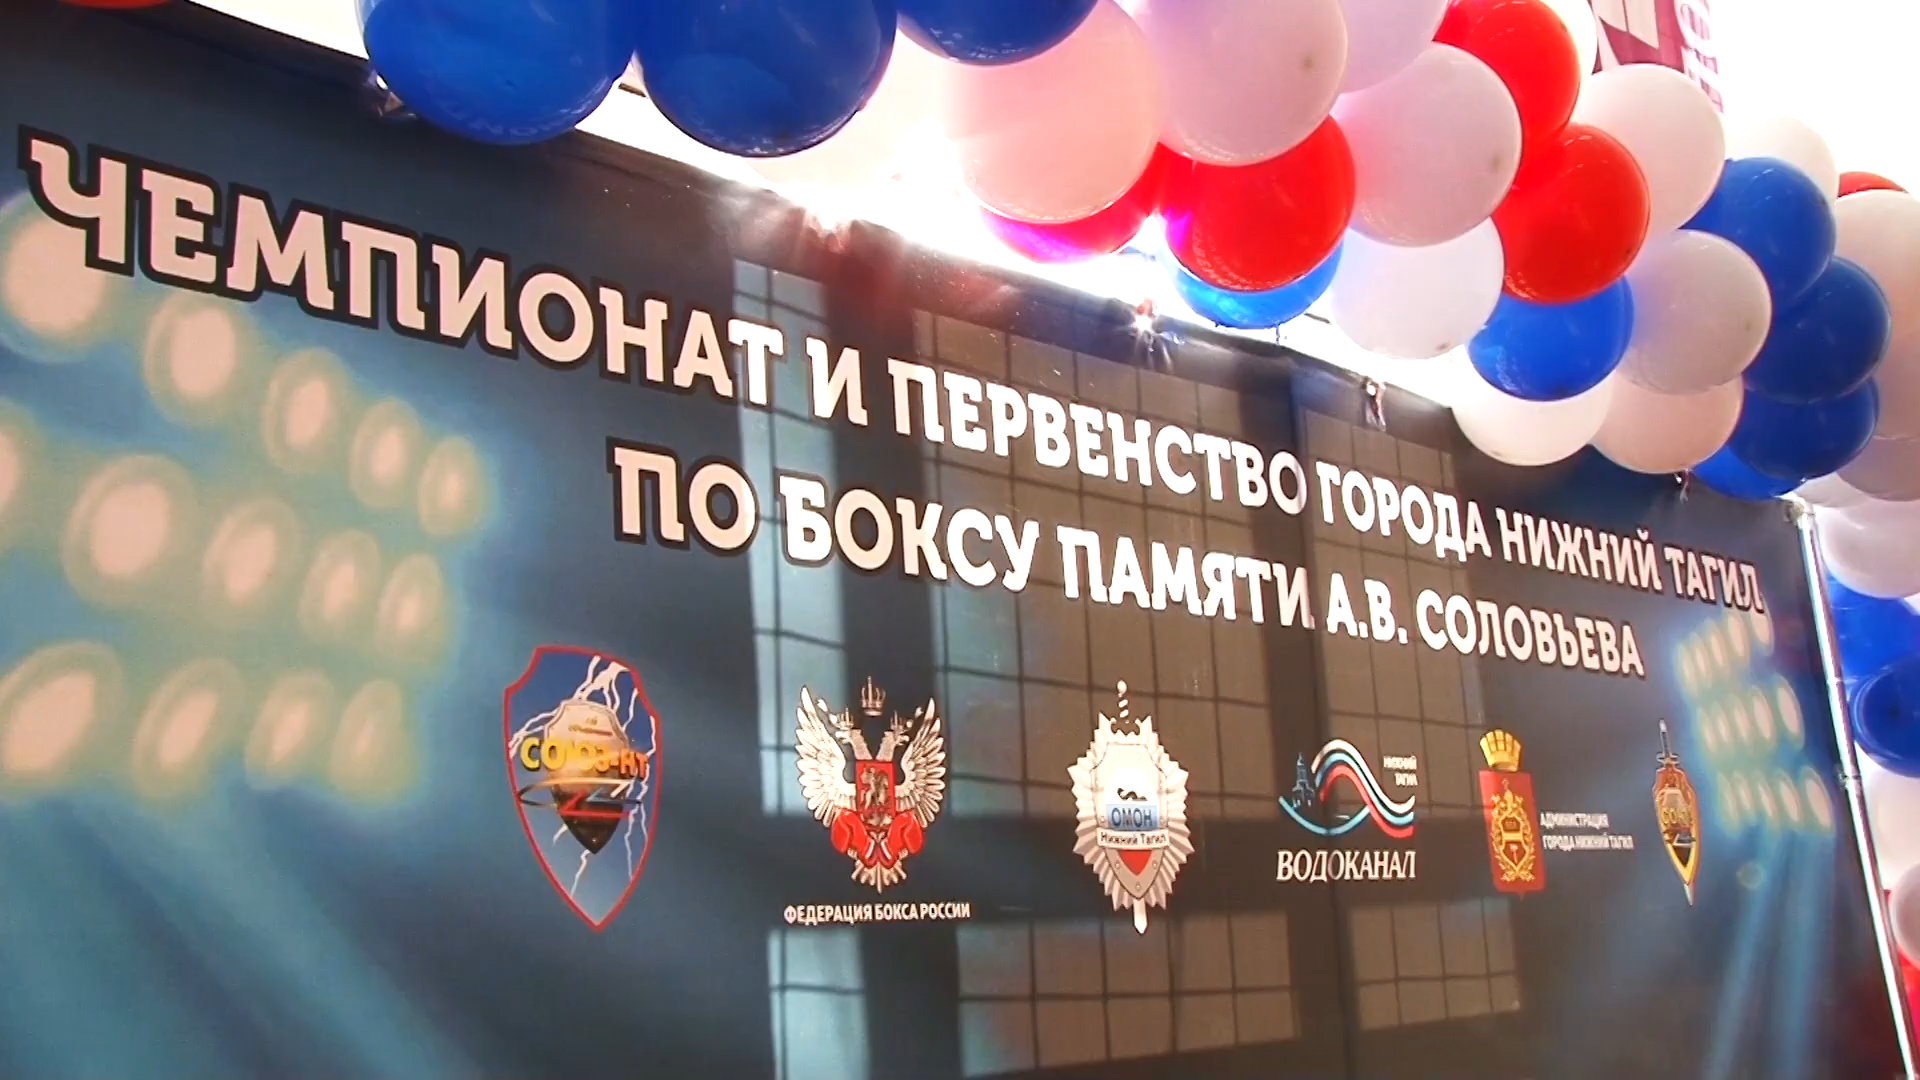 ЧЕМПИОНАТ И ПЕРВЕНСТВО ГОРОДА НИЖНИЙ ТАГИЛ
ПО БОКСУ ПАМЯТИ А.В. СОЛОВЬЕВА
СОЮЗ-НТ
ФЕДЕРАЦИЯ БОКСА РОССИИ
ОМОН
Нижний Тагил
НИЖНИЙ
ТАГИЛ
ВОДОКАНАЛ
АДМИНИСТРАЦИЯ
ГОРОДА НИЖНИЙ ТАГИЛ
СОЮЗ